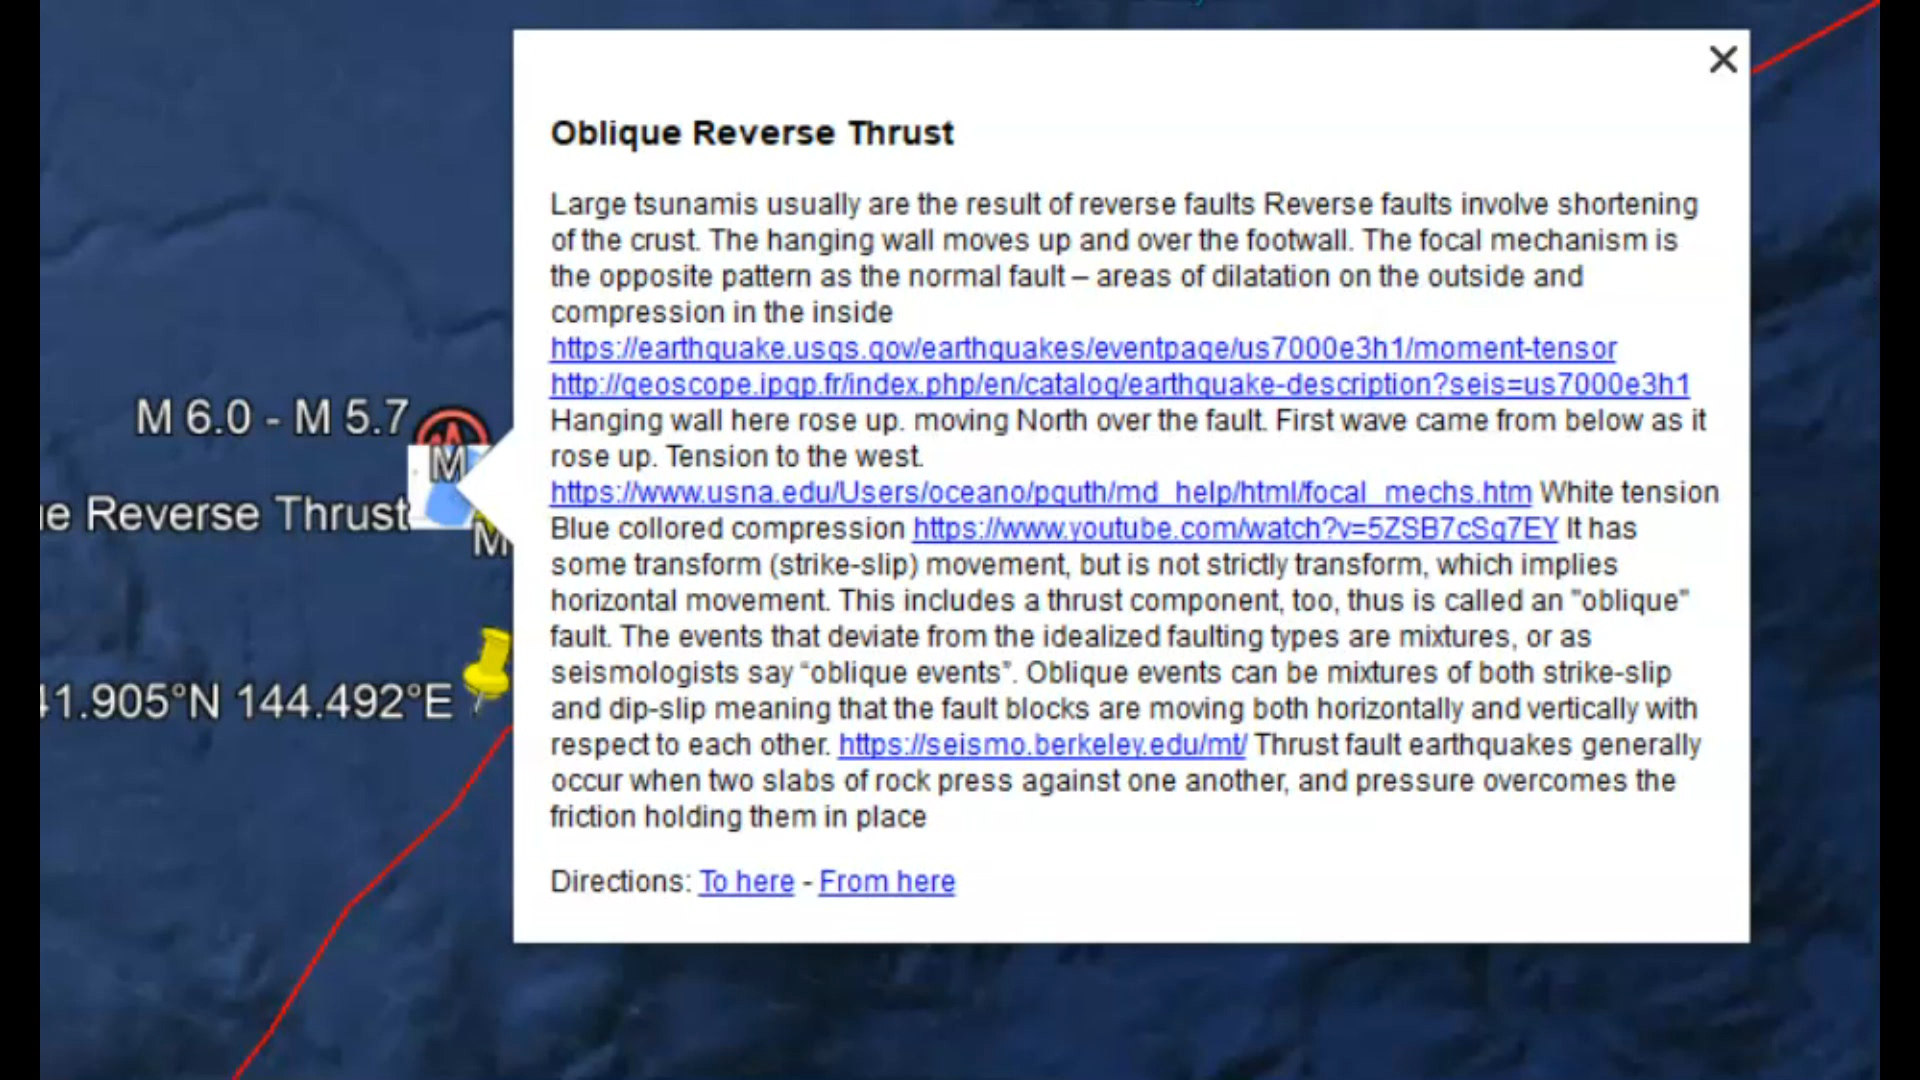 Oblique Reverse Thrust
Large tsunamis usually are the result of reverse faults Reverse faults involve shortening
of the crust. The hanging wall moves up and over the footwall. The focal mechanism is
the opposite pattern as the normal fault – areas of dilatation on the outside and
compression in the inside
https://earthquake.usgs.gov/earthquakes/eventpage/us7000e3h1/moment-tensor
http://geoscope.ipgp.fr/index.php/en/catalog/earthquake-description?seis=us7000e3h1
Hanging wall here rose up. moving North over the fault. First wave came from below as it
rose up. Tension to the west.
https://www.usna.edu/Users/oceano/pguth/md_help/html/focal_mechs.htm White tension
Blue collored compression https://www.youtube.com/watch?v=5ZSB7cSq7EY It has
some transform (strike-slip) movement, but is not strictly transform, which implies
horizontal movement. This includes a thrust component, too, thus is called an "oblique"
fault. The events that deviate from the idealized faulting types are mixtures, or as
seismologists say “oblique events”. Oblique events can be mixtures of both strike-slip
and dip-slip meaning that the fault blocks are moving both horizontally and vertically with
respect to each other. https://seismo.berkeley.edu/mt/ Thrust fault earthquakes generally
occur when two slabs of rock press against one another, and pressure overcomes the
friction holding them in place
Directions: To here - From here
M 6.0 - M 5.7
M
e Reverse Thrust
M
41.905°N 144.492°E